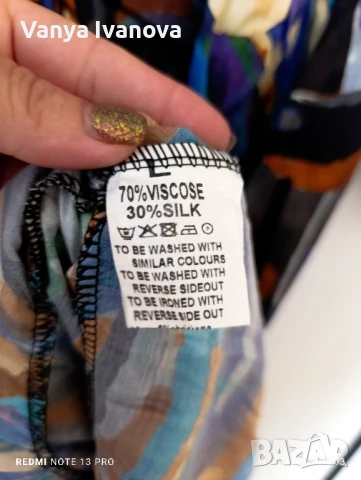 Vanya Ivanova
L
70%VISCOSE
30%SILK
TO BE WASHED WITH
SIMILAR COLOURS
TO BE WASHED WITH
REVERSE SIDEOUT
TO BE IRONED WITH
REVERSE SIDE OUT
REDMI NOTE 13 PRO
BAZAR